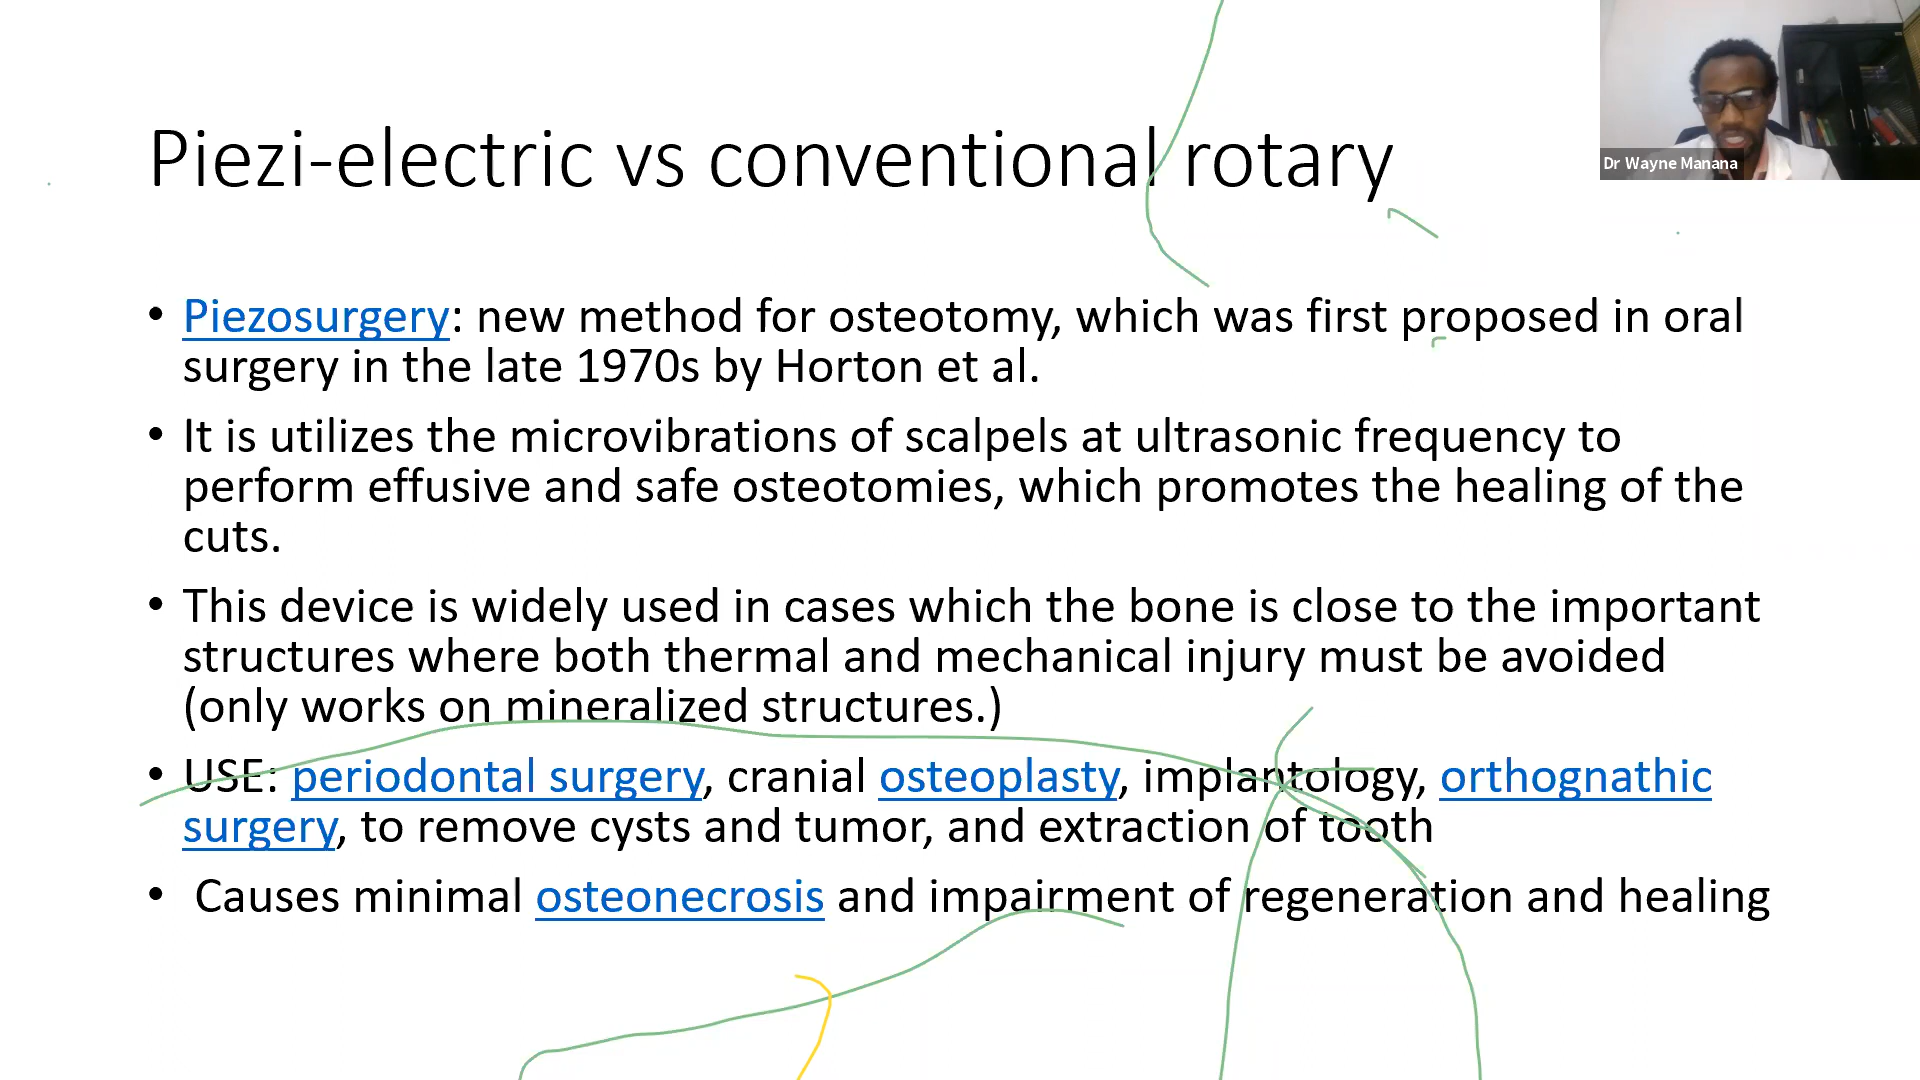 Piezi-electric vs conventional rotary
Dr Wayne Manana
• Piezosurgery: new method for osteotomy, which was first proposed in oral
surgery in the late 1970s by Horton et al.
• It is utilizes the microvibrations of scalpels at ultrasonic frequency to
perform effusive and safe osteotomies, which promotes the healing of the
cuts.
• This device is widely used in cases which the bone is close to the important
structures where both thermal and mechanical injury must be avoided
(only works on mineralized structures.)
• USE: periodontal surgery, cranial osteoplasty, implantology, orthognathic
surgery, to remove cysts and tumor, and extraction of tooth
• Causes minimal osteonecrosis and impairment of regeneration and healing